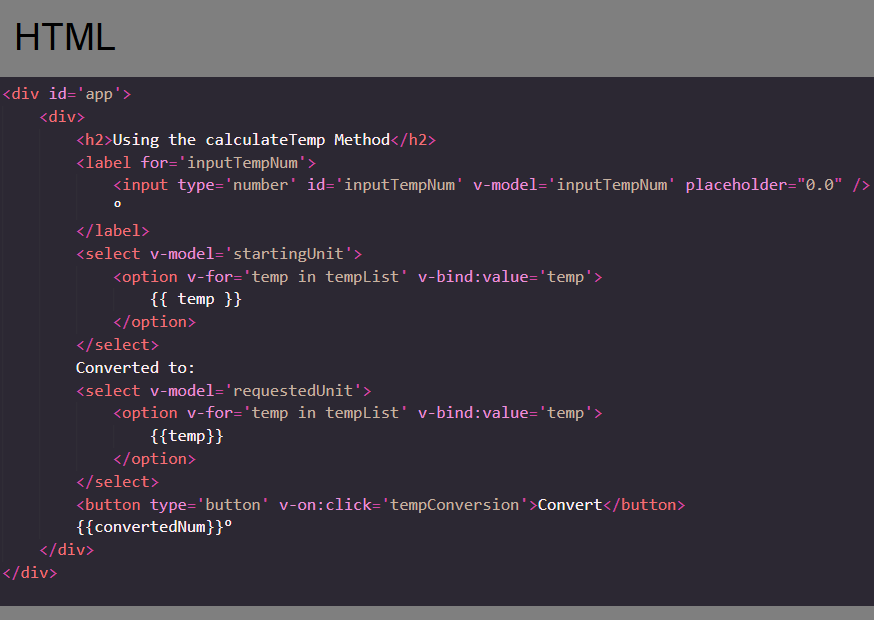 HTML
<div id='app'>
    <div>
        <h2>Using the calculateTemp Method</h2>
        <label for='inputTempNum'>
            <input type='number' id='inputTempNum' v-model='inputTempNum' placeholder="0.0" />
            º
        </label>
        <select v-model='startingUnit'>
            <option v-for='temp in tempList' v-bind:value='temp'>
                {{ temp }}
            </option>
        </select>
        Converted to:
        <select v-model='requestedUnit'>
            <option v-for='temp in tempList' v-bind:value='temp'>
                {{temp}}
            </option>
        </select>
        <button type='button' v-on:click='tempConversion'>Convert</button>
        {{convertedNum}}º
    </div>
</div>